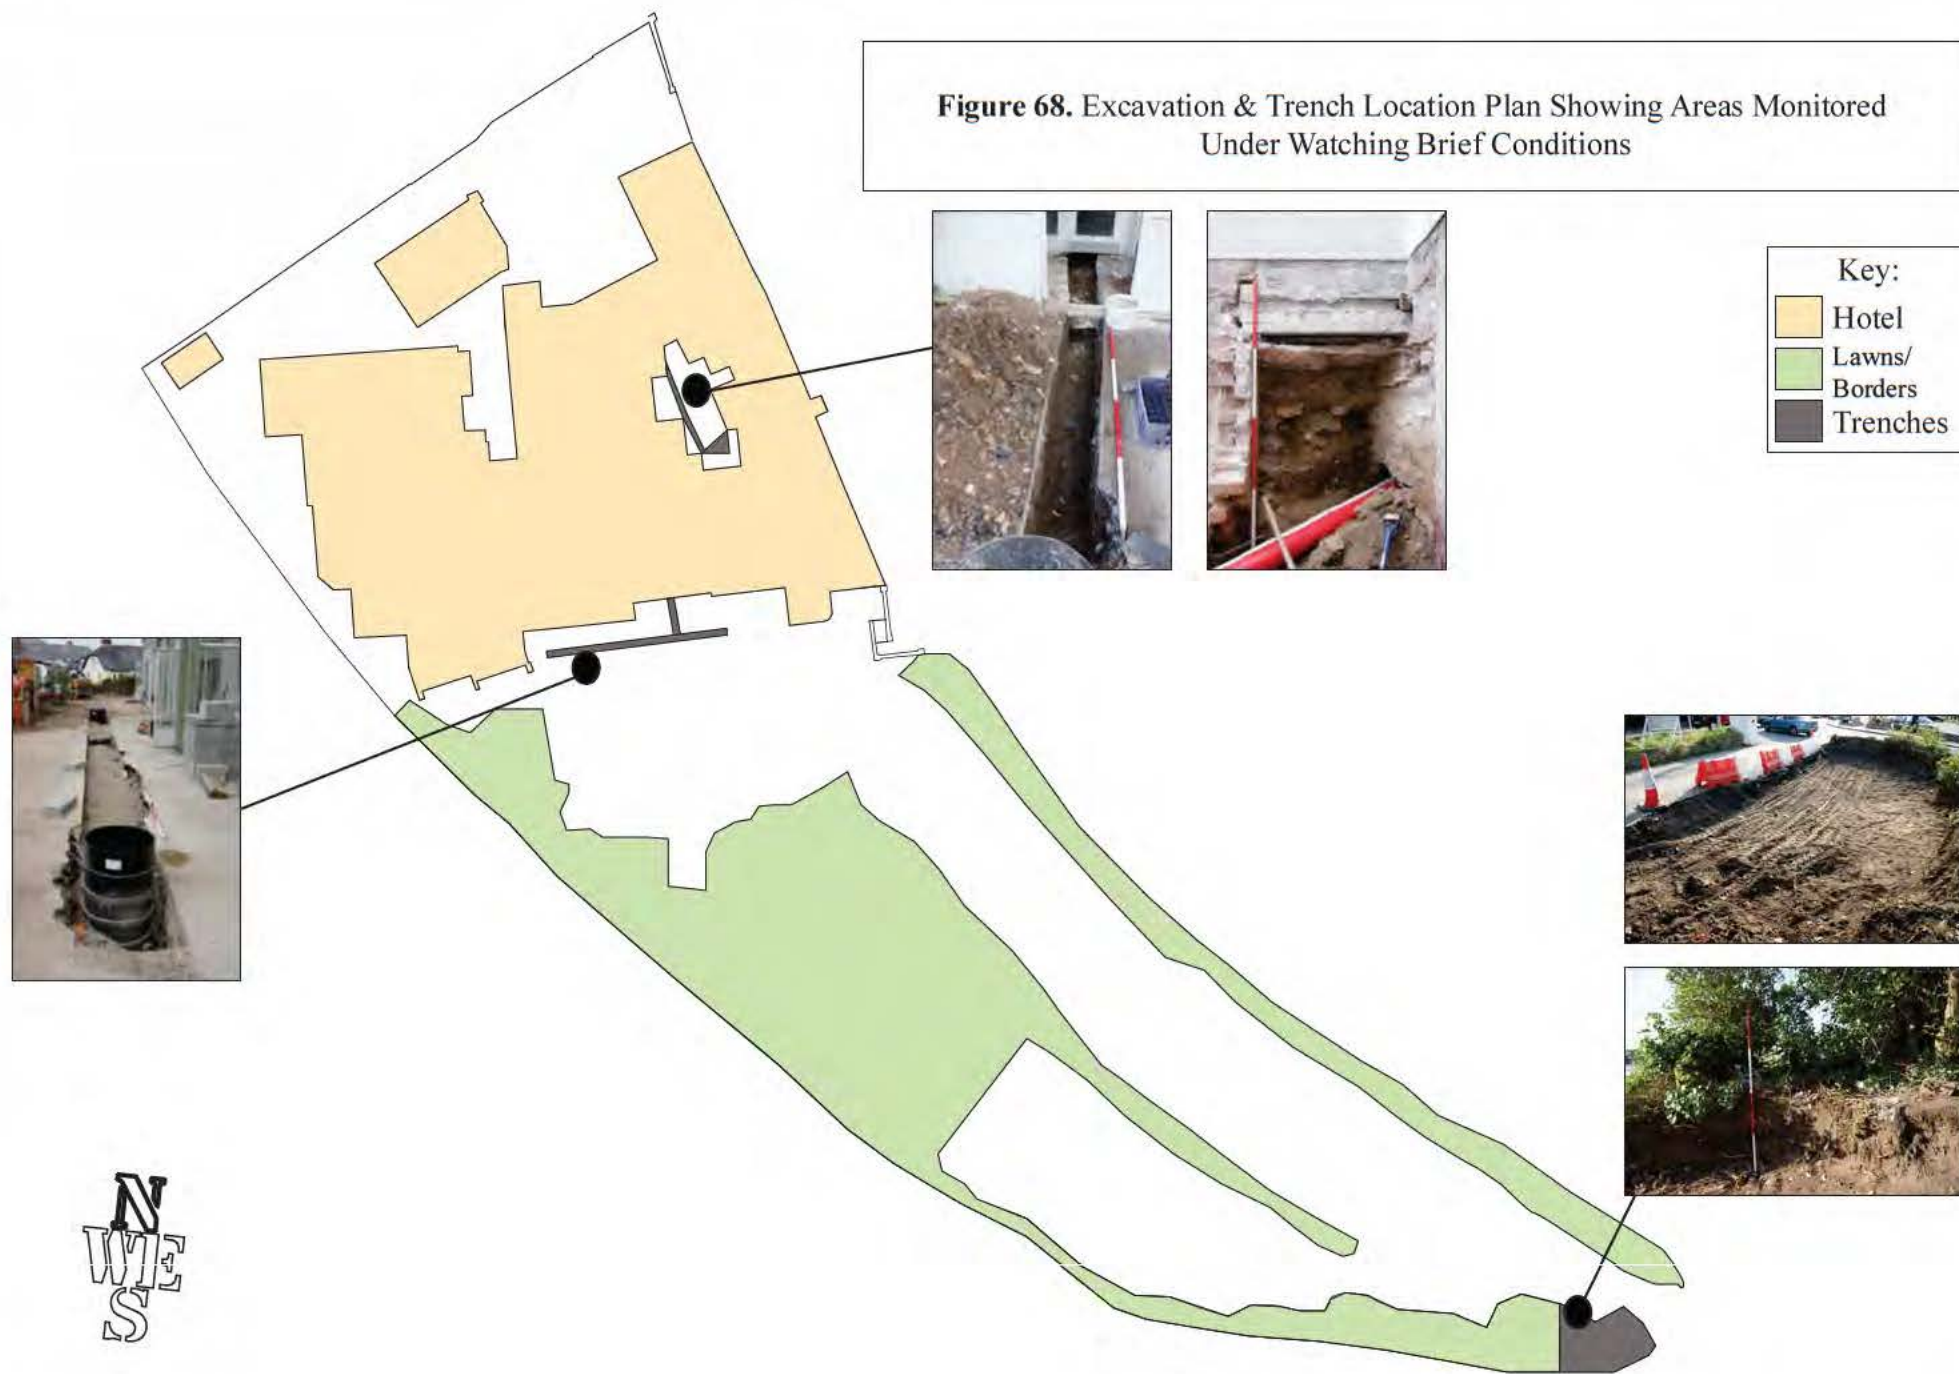 Figure 68. Excavation & Trench Location Plan Showing Areas Monitored
Under Watching Brief Conditions
Key:
Hotel
Lawns/
Borders
Trenches
N
W E
S